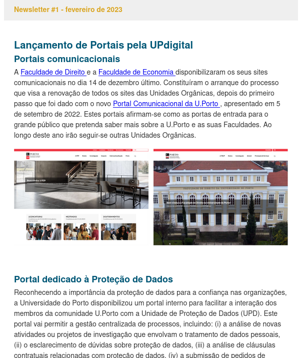 Newsletter #1 - fevereiro de 2023
Lançamento de Portais pela UPdigital
Portais comunicacionais
A Faculdade de Direito e a Faculdade de Economia disponibilizaram os seus sites
comunicacionais no dia 14 de dezembro último. Constituiram o arranque do processo
que visa a renovação de todos os sites das Unidades Orgânicas, depois do primeiro
passo que foi dado com o novo Portal Comunicacional da U.Porto , apresentado em 5
de setembro de 2022. Estes portais afirmam-se como as portas de entrada para o
grande público que pretenda saber mais sobre a U.Porto e as suas Faculdades. Ao
longo deste ano irão seguir-se outras Unidades Orgânicas.
Portal dedicado à Proteção de Dados
Reconhecendo a importância da proteção de dados para a confiança nas organizações,
a Universidade do Porto disponibilizou um portal interno para facilitar a interação dos
membros da comunidade U.Porto com a Unidade de Proteção de Dados (UPD). Este
portal vai permitir a gestão centralizada de processos, incluindo: (i) a análise de novas
atividades ou projetos de investigação que envolvam o tratamento de dados pessoais,
(ii) o esclarecimento de dúvidas sobre proteção de dados, (iii) a análise de cláusulas
contratuais relacionadas com proteção de dados, (iv) a submissão de pedidos de